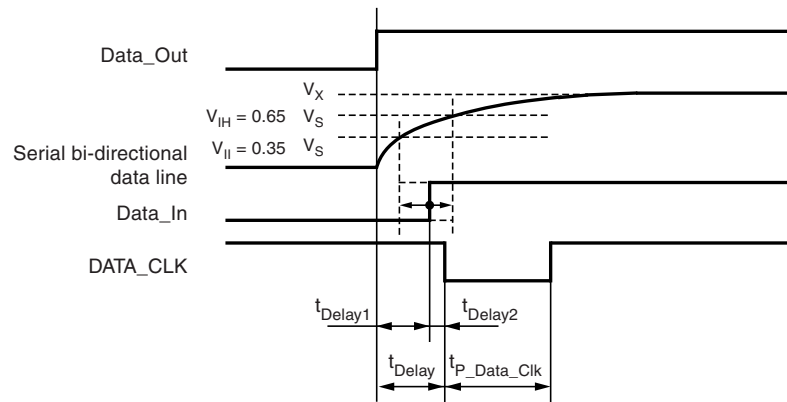 Data_Out
V_X
V_IH = 0.65 V_S
V_Il = 0.35 V_S
Serial bi-directional
data line
Data_In
DATA_CLK
t_Delay1
t_Delay2
t_Delay
t_P_Data_Clk